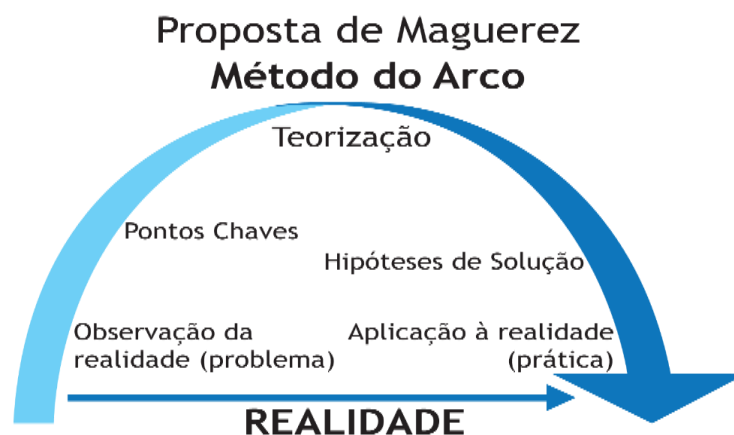 Proposta de Maguerez
Método do Arco
Teorização
Pontos Chaves
Hipóteses de Solução
Observação da
realidade (problema)
Aplicação à realidade
(prática)
REALIDADE